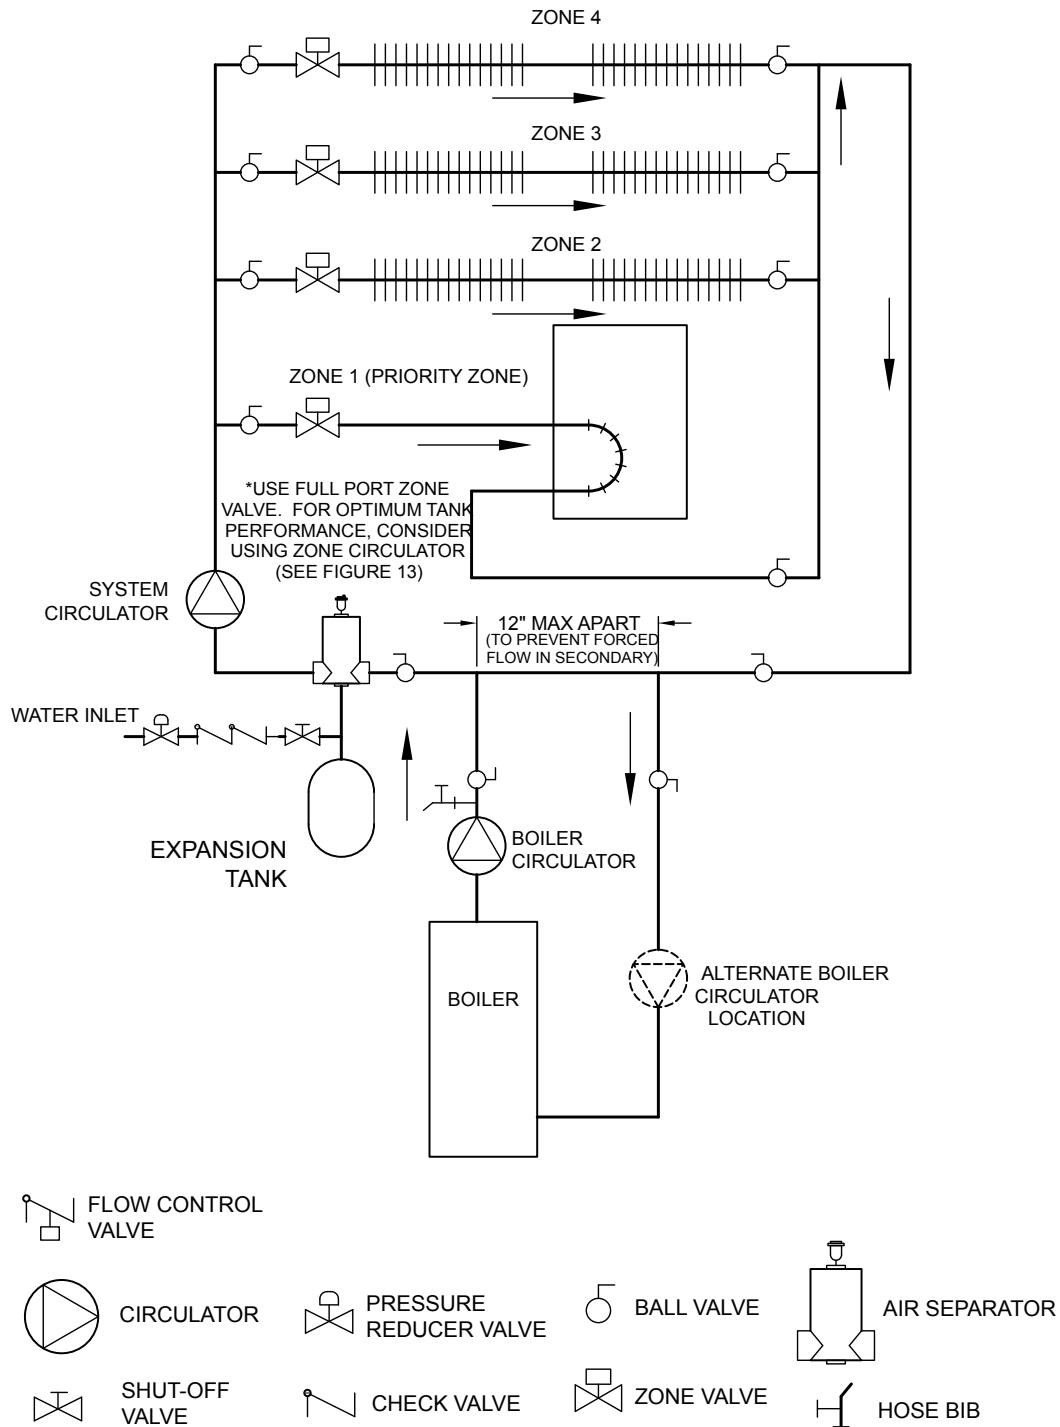 ZONE 4
ZONE 3
ZONE 2
ZONE 1 (PRIORITY ZONE)
*USE FULL PORT ZONE
VALVE.  FOR OPTIMUM TANK
PERFORMANCE, CONSIDER
USING ZONE CIRCULATOR
(SEE FIGURE 13)
SYSTEM
CIRCULATOR
12" MAX APART
(TO PREVENT FORCED
FLOW IN SECONDARY)
WATER INLET
EXPANSION
TANK
BOILER
CIRCULATOR
BOILER
ALTERNATE BOILER
CIRCULATOR
LOCATION
FLOW CONTROL
VALVE
CIRCULATOR
PRESSURE
REDUCER VALVE
BALL VALVE
AIR SEPARATOR
SHUT-OFF
VALVE
CHECK VALVE
ZONE VALVE
HOSE BIB